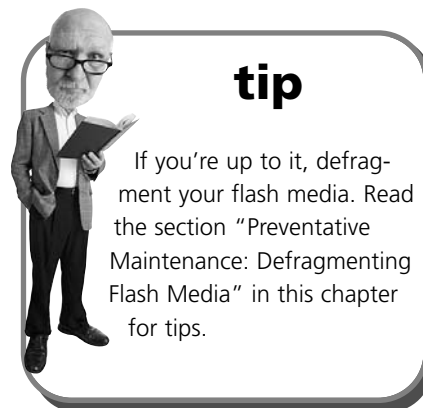 tip
If you’re up to it, defrag-
ment your flash media. Read
the section “Preventative
Maintenance: Defragmenting
Flash Media” in this chapter
for tips.